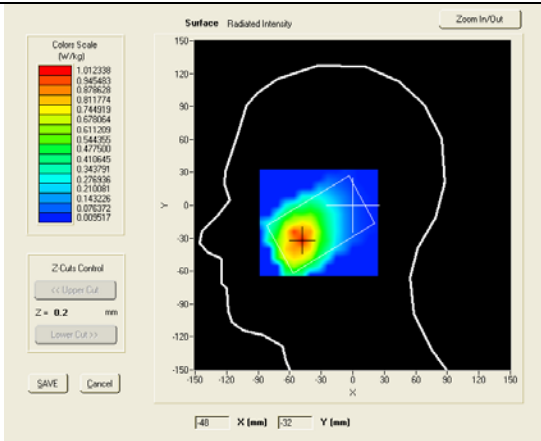 Surface Radiated Intensity
Zoom In/Out
Colors Scale
(W/kg)
1.012338
0.945483
0.878628
0.811774
0.744919
0.678064
0.611209
0.544355
0.477500
0.410645
0.343791
0.276936
0.210081
0.143226
0.076372
0.009517
Z-Cuts Control
<< Upper Cut
Z = 0.2 mm
Lower Cut >>
SAVE Cancel
150
120
90
60
30
0
-30
-60
-90
-120
-150
Y
-150 -120 -90 -60 -30 0 30 60 90 120 150
X
-48 X (mm) -32 Y (mm)